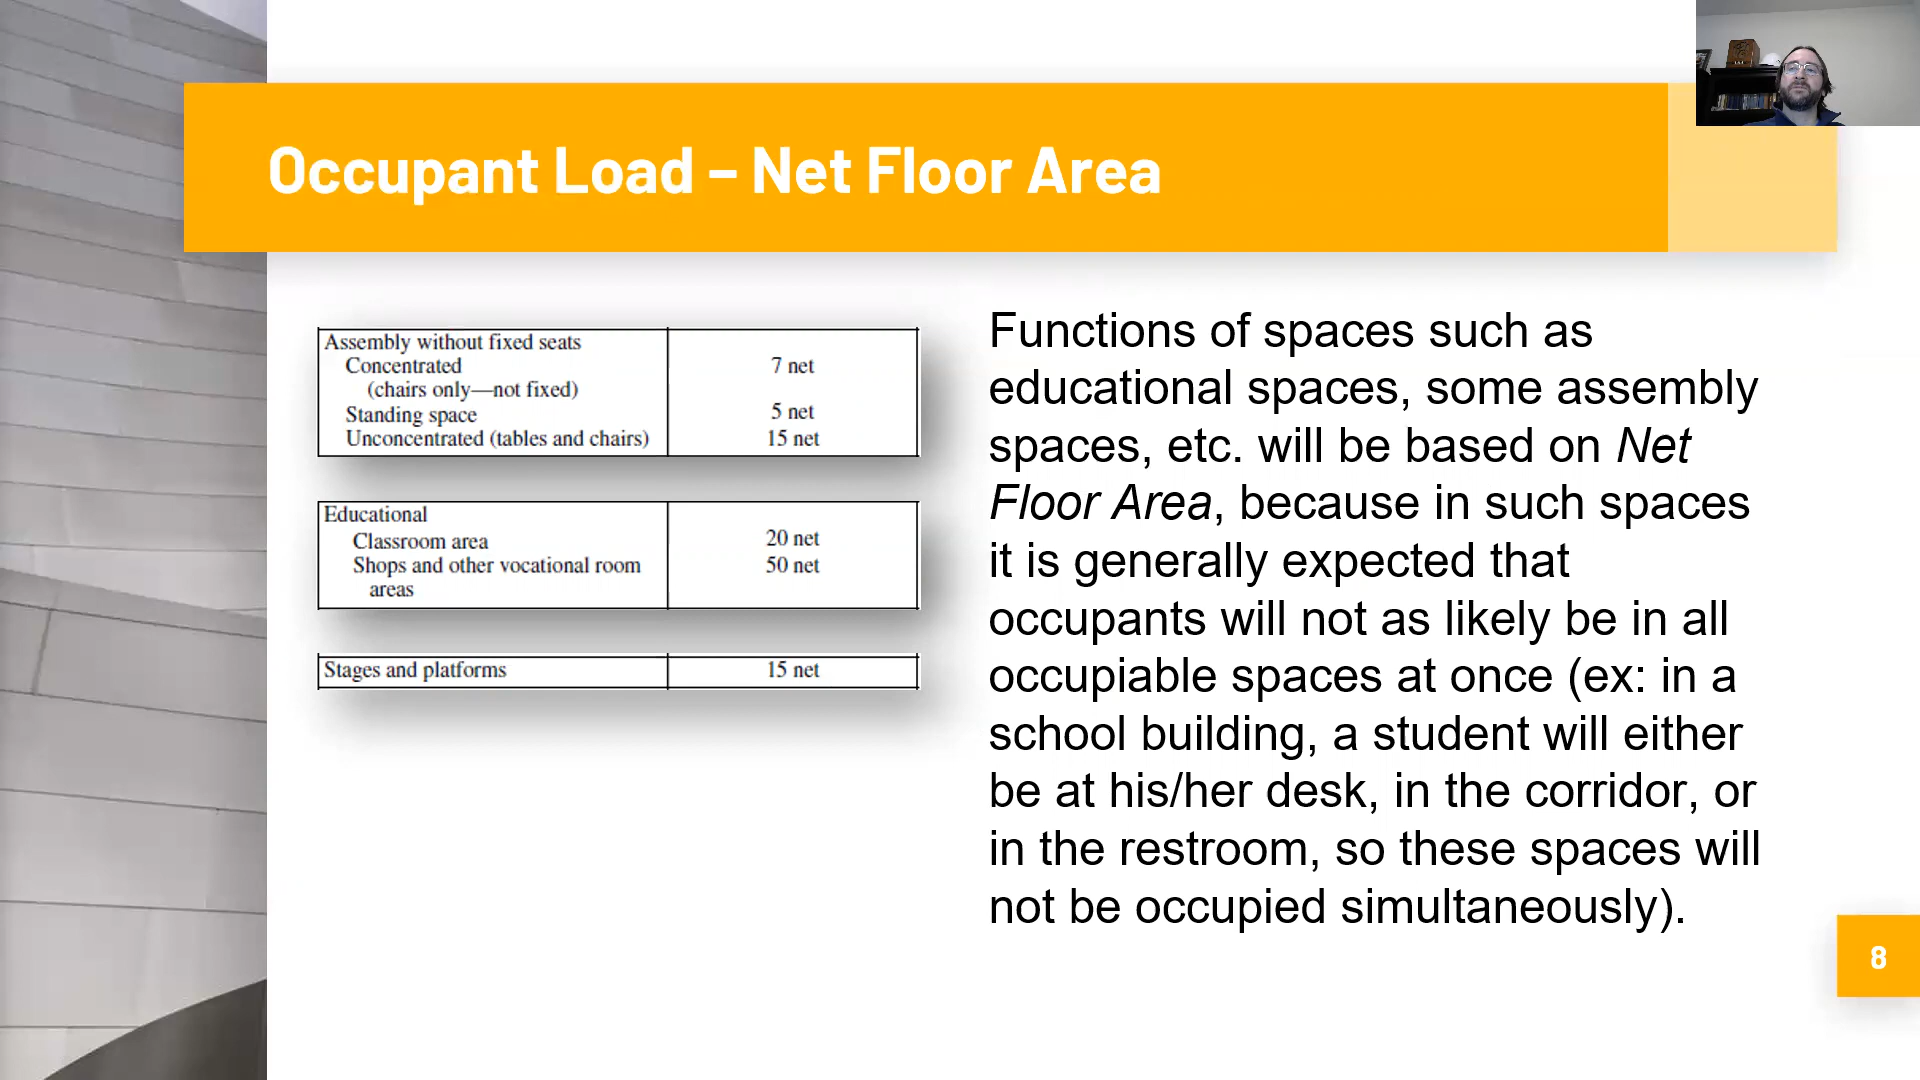 Occupant Load – Net Floor Area
Assembly without fixed seats
Concentrated 7 net
(chairs only—not fixed)
Standing space 5 net
Unconcentrated (tables and chairs) 15 net
Educational
Classroom area 20 net
Shops and other vocational room 50 net
areas
Stages and platforms 15 net
Functions of spaces such as
educational spaces, some assembly
spaces, etc. will be based on Net
Floor Area, because in such spaces
it is generally expected that
occupants will not as likely be in all
occupiable spaces at once (ex: in a
school building, a student will either
be at his/her desk, in the corridor, or
in the restroom, so these spaces will
not be occupied simultaneously).
8